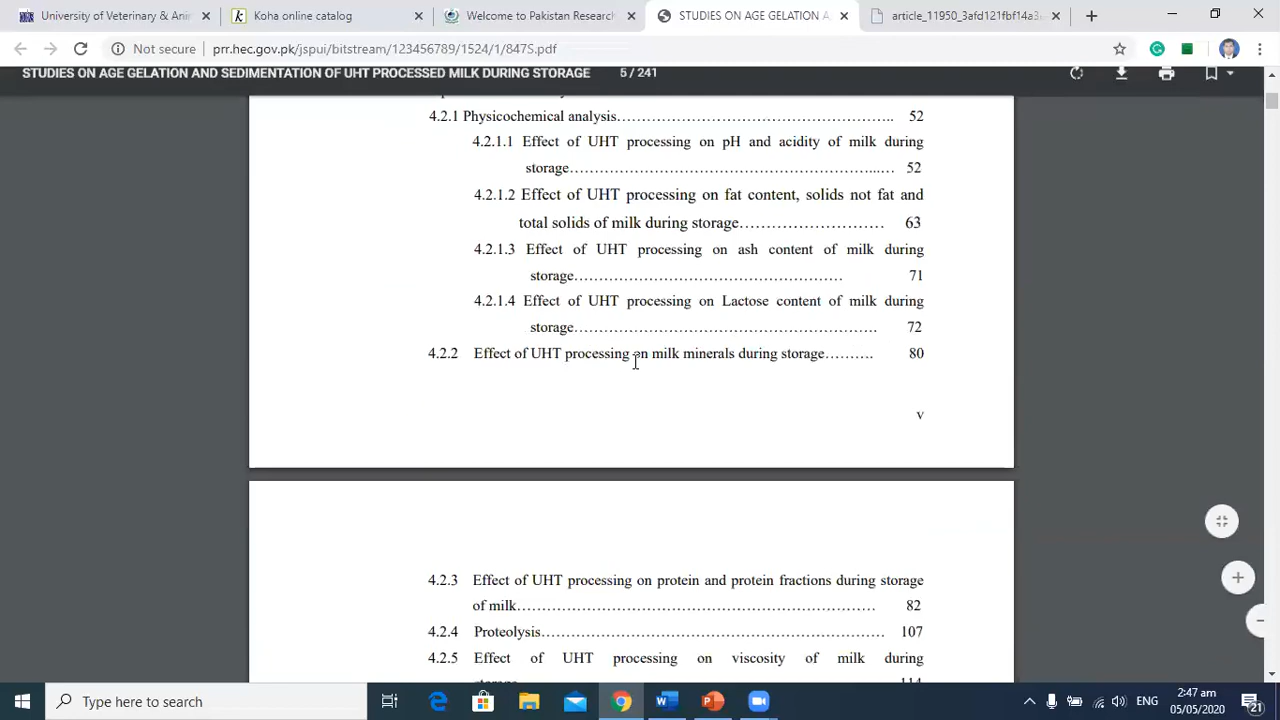 University of Veterinary & Anim
Koha online catalog
Welcome to Pakistan Research
STUDIES ON AGE GELATION A
article_11950_3afd121fbf14a3
Not secure
prr.hec.gov.pk/jspui/bitstream/123456789/1524/1/847S.pdf
STUDIES ON AGE GELATION AND SEDIMENTATION OF UHT PROCESSED MILK DURING STORAGE 5 / 241
4.2.1 Physicochemical analysis……………………………………………….. 52
4.2.1.1 Effect of UHT processing on pH and acidity of milk during
storage…………………………………………………...… 52
4.2.1.2 Effect of UHT processing on fat content, solids not fat and
total solids of milk during storage……………………… 63
4.2.1.3 Effect of UHT processing on ash content of milk during
storage……………………………………………… 71
4.2.1.4 Effect of UHT processing on Lactose content of milk during
storage…………………………………………………. 72
4.2.2 Effect of UHT processing on milk minerals during storage………. 80
v
4.2.3 Effect of UHT processing on protein and protein fractions during storage
of milk………………………………………………………… 82
4.2.4 Proteolysis……………………………………………………… 107
4.2.5 Effect of UHT processing on viscosity of milk during
storage 114
Type here to search
ENG
2:47 am
05/05/2020
21